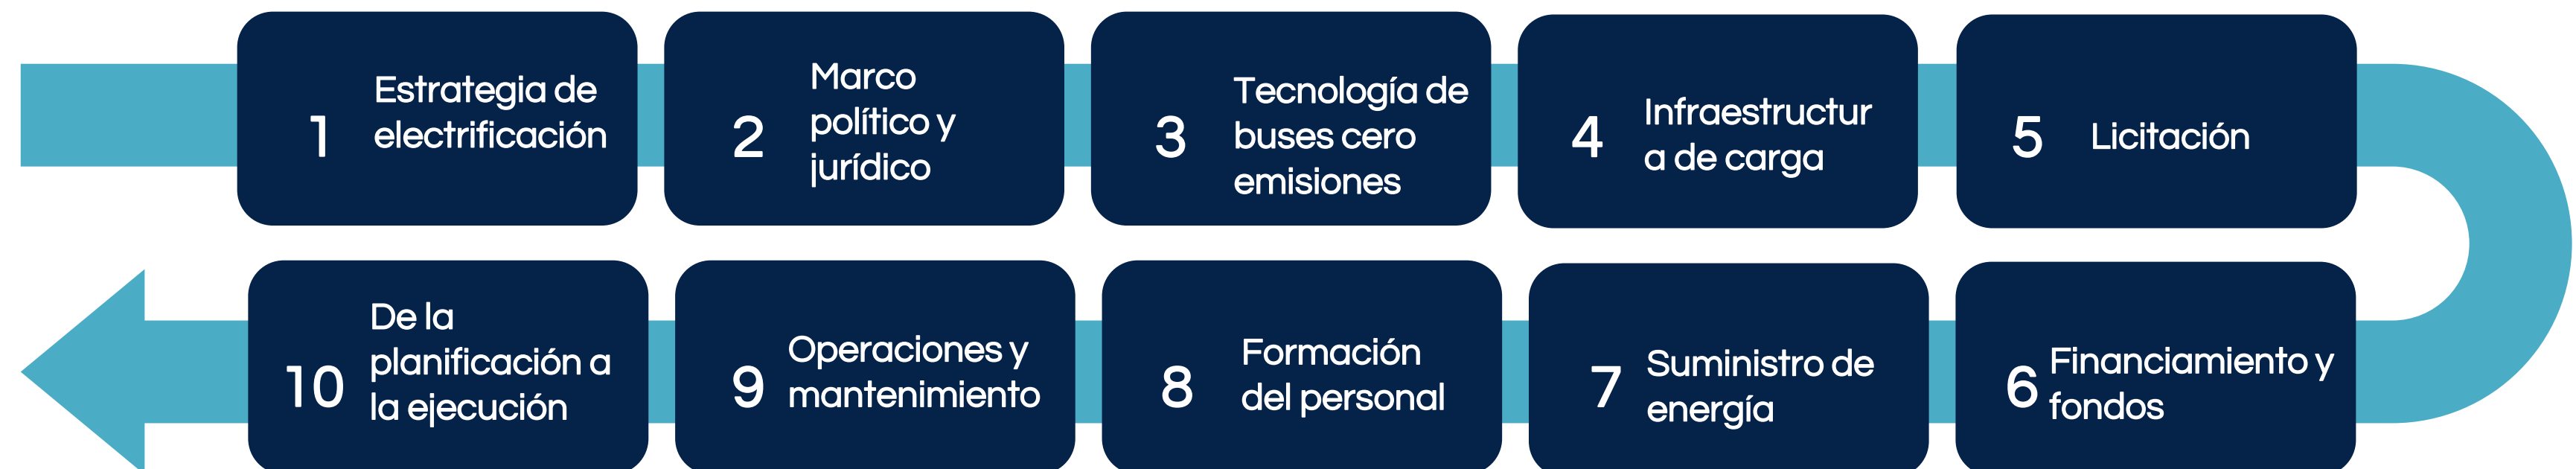 1
Estrategia de
electrificación
2
Marco
político y
jurídico
3
Tecnología de
buses cero
emisiones
4
Infraestructur
a de carga
5
Licitación
6
Financiamiento y
fondos
7
Suministro de
energía
8
Formación
del personal
9
Operaciones y
mantenimiento
10
De la
planificación a
la ejecución